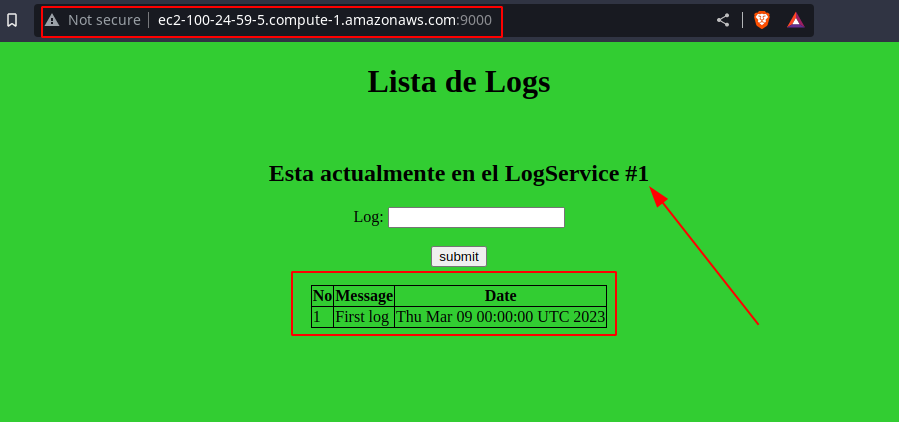 Not secure ec2-100-24-59-5.compute-1.amazonaws.com:9000
Lista de Logs
Esta actualmente en el LogService #1
Log:
submit
No Message Date
1 First log Thu Mar 09 00:00:00 UTC 2023